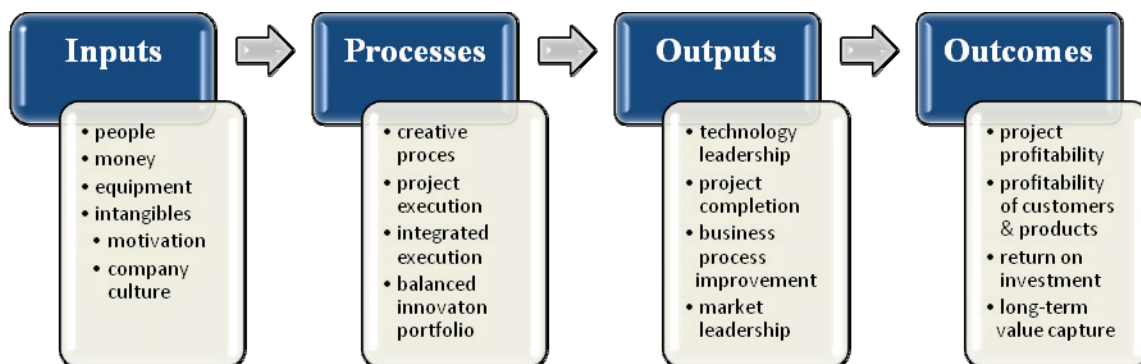 Inputs
• people
• money
• equipment
• intangibles
• motivation
• company
culture
Processes
• creative
proces
• project
execution
• integrated
execution
• balanced
innovaton
portfolio
Outputs
• technology
leadership
• project
completion
• business
process
improvement
• market
leadership
Outcomes
• project
profitability
• profitability
of customers
& products
• return on
investment
• long-term
value capture